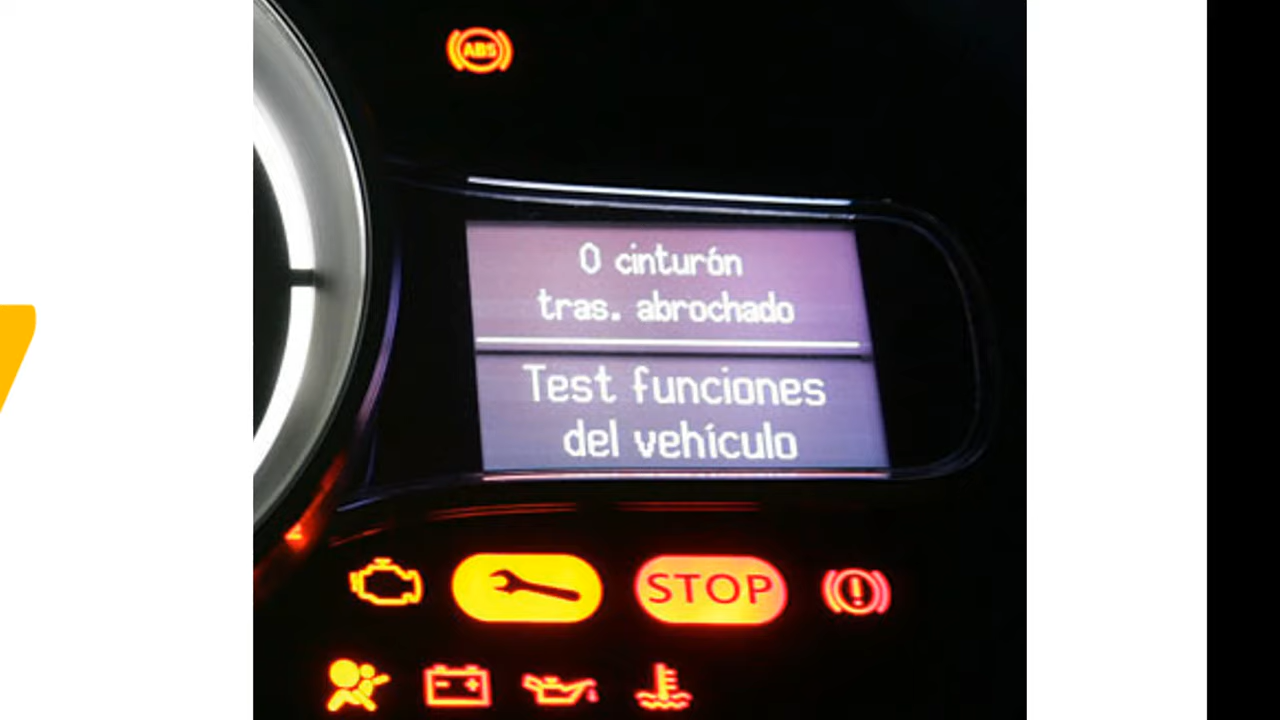 ABS
0 cinturón
tras. abrochado
Test funciones
del vehículo
STOP